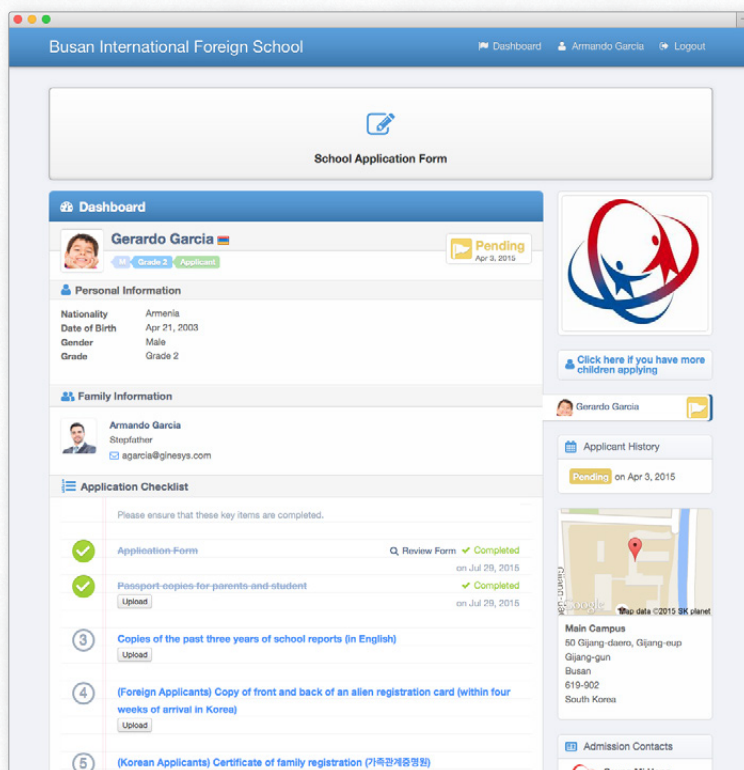 Busan International Foreign School
Dashboard
Armando Garcia
Logout
School Application Form
Dashboard
Gerardo Garcia
M
Grade 2
Applicant
Pending
Apr 3, 2015
Personal Information
Nationality Armenia
Date of Birth Apr 21, 2003
Gender Male
Grade Grade 2
Family Information
Armando Garcia
Stepfather
agarcia@ginesys.com
Application Checklist
Please ensure that these key items are completed.
Application Form
Review Form
Completed
on Jul 29, 2015
Passport copies for parents and student
Completed
Upload
on Jul 29, 2015
3
Copies of the past three years of school reports (in English)
Upload
4
(Foreign Applicants) Copy of front and back of an alien registration card (within four
weeks of arrival in Korea)
Upload
5
(Korean Applicants) Certificate of family registration (가족관계증명원)
Click here if you have more
children applying
Gerardo Garcia
Applicant History
Pending on Apr 3, 2015
Google
Map data ©2015 SK planet
Main Campus
50 Gijang-daero, Gijang-eup
Gijang-gun
Busan
619-902
South Korea
Admission Contacts